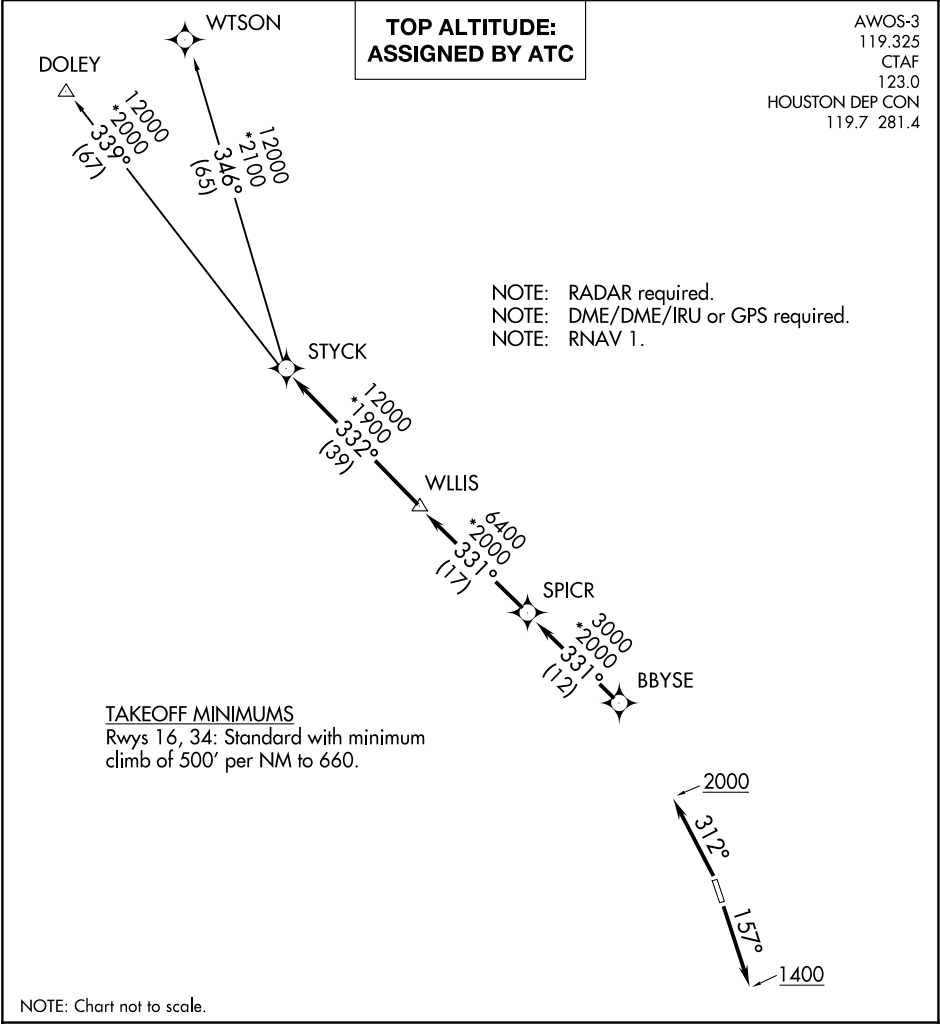 TOP ALTITUDE:
ASSIGNED BY ATC
AWOS-3
119.325
CTAF
123.0
HOUSTON DEP CON
119.7 281.4
WTSON
DOLEY
12000
*2000
339°
(67)
12000
*2100
346°
(65)
NOTE: RADAR required.
NOTE: DME/DME/IRU or GPS required.
NOTE: RNAV 1.
STYCK
12000
*1900
332°
(39)
WLLIS
6400
*2000
331°
(17)
SPICR
3000
*2000
331°
(12)
BBYSE
TAKEOFF MINIMUMS
Rwys 16, 34: Standard with minimum
climb of 500' per NM to 660.
2000
312°
157°
1400
NOTE: Chart not to scale.